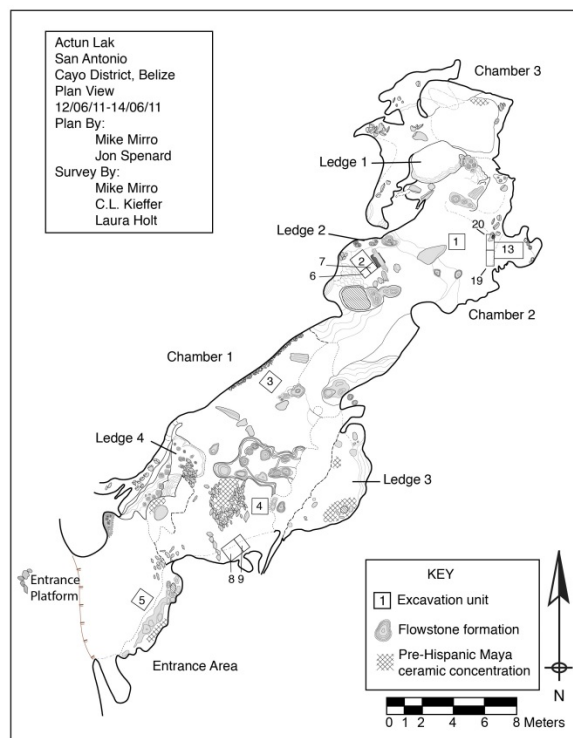 Actun Lak
San Antonio
Cayo District, Belize
Plan View
12/06/11-14/06/11
Plan By:
Mike Mirro
Jon Spenard
Survey By:
Mike Mirro
C.L. Kieffer
Laura Holt
Chamber 3
Ledge 1
20
Ledge 2
1
13
7
2
6
19
Chamber 2
Chamber 1
3
Ledge 4
Ledge 3
4
Entrance
Platform
8 9
5
Entrance Area
KEY
1 Excavation unit
Flowstone formation
Pre-Hispanic Maya
ceramic concentration
N
0 1 2 4 6 8 Meters